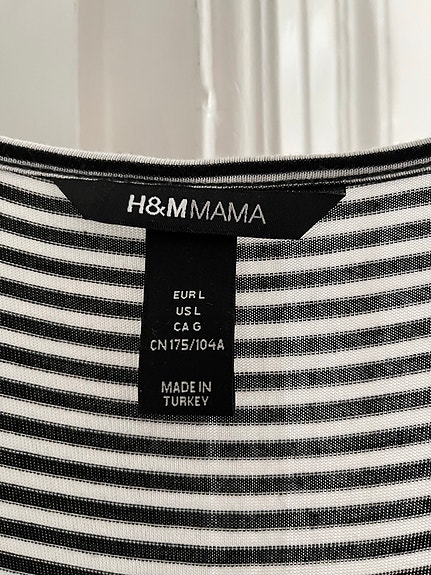 H&M MAMA
EUR L
US L
CA G
CN 175/104A
MADE IN
TURKEY